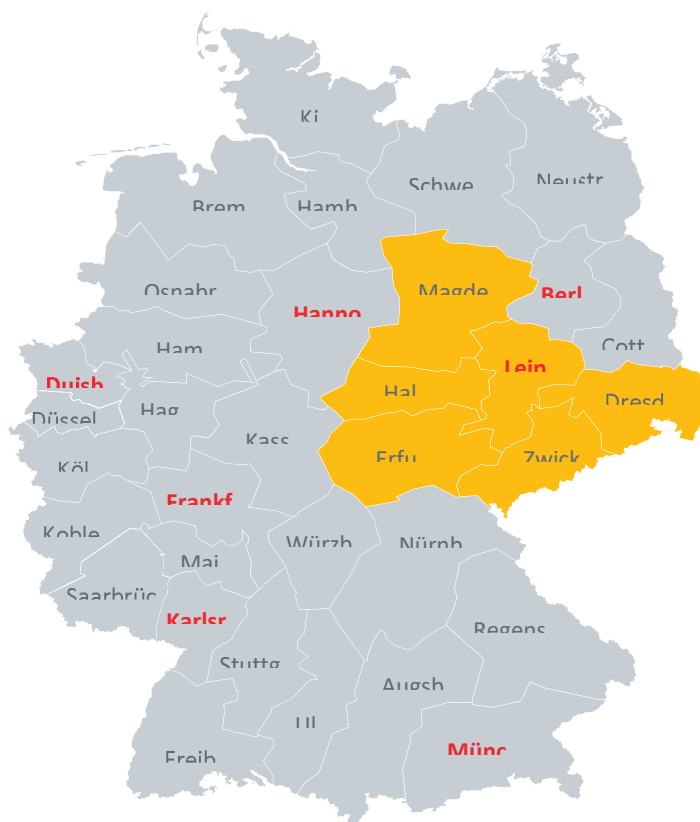 Ki
Schwe
Neustr
Brem
Hamb
Osnabr
Hanno
Magde
Berl
Ham
Cott
Leip
Duisb
Hal
Dresd
Düssel
Hag
Kass
Köl
Erfu
Zwick
Frankf
Koble
Würzb
Nürnb
Mai
Saarbrüc
Karlsr
Regens
Stuttg
Augsb
Ul
Münc
Freib